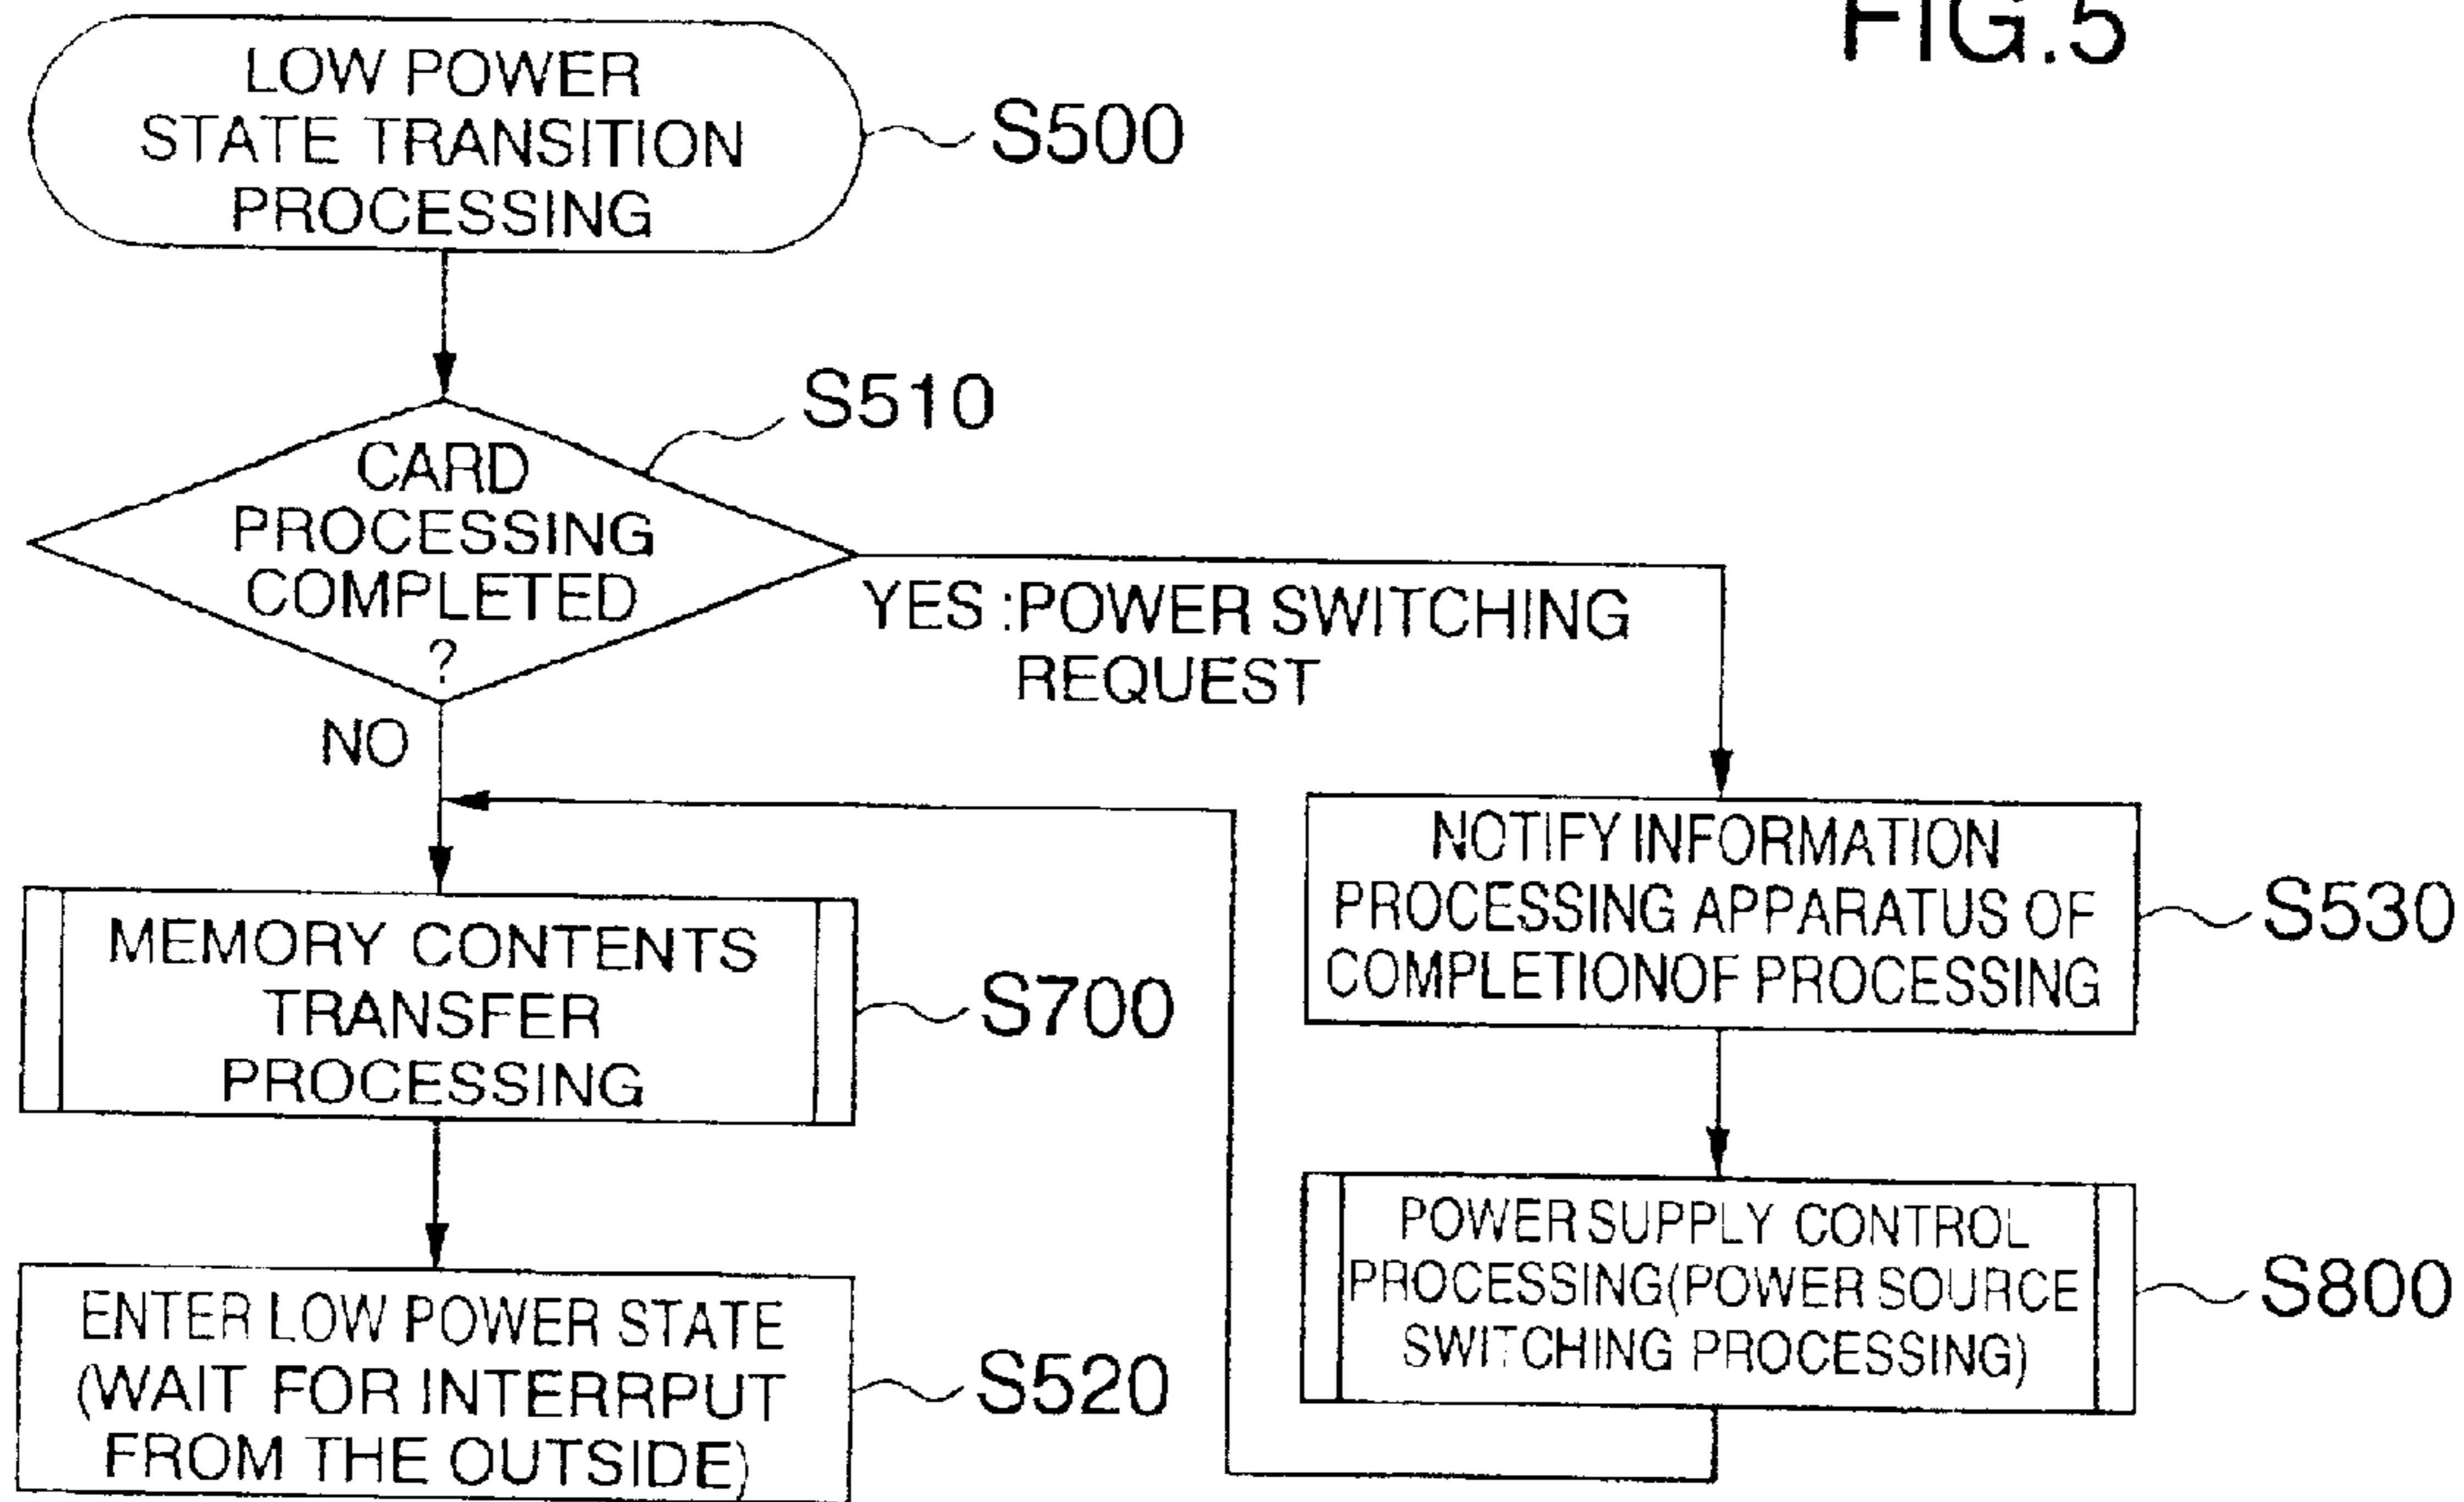 FIG.5
LOW POWER
STATE TRANSITION
PROCESSING
S500
S510
CARD
PROCESSING
COMPLETED
?
YES :POWER SWITCHING
REQUEST
NO
NOTIFY INFORMATION
PROCESSING APPARATUS OF
COMPLETIONOF PROCESSING
S530
MEMORY CONTENTS
TRANSFER
PROCESSING
S700
POWER SUPPLY CONTROL
PROCESSING(POWER SOURCE
SWITCHING PROCESSING)
S800
ENTER LOW POWER STATE
(WAIT FOR INTERRPUT
FROM THE OUTSIDE)
S520